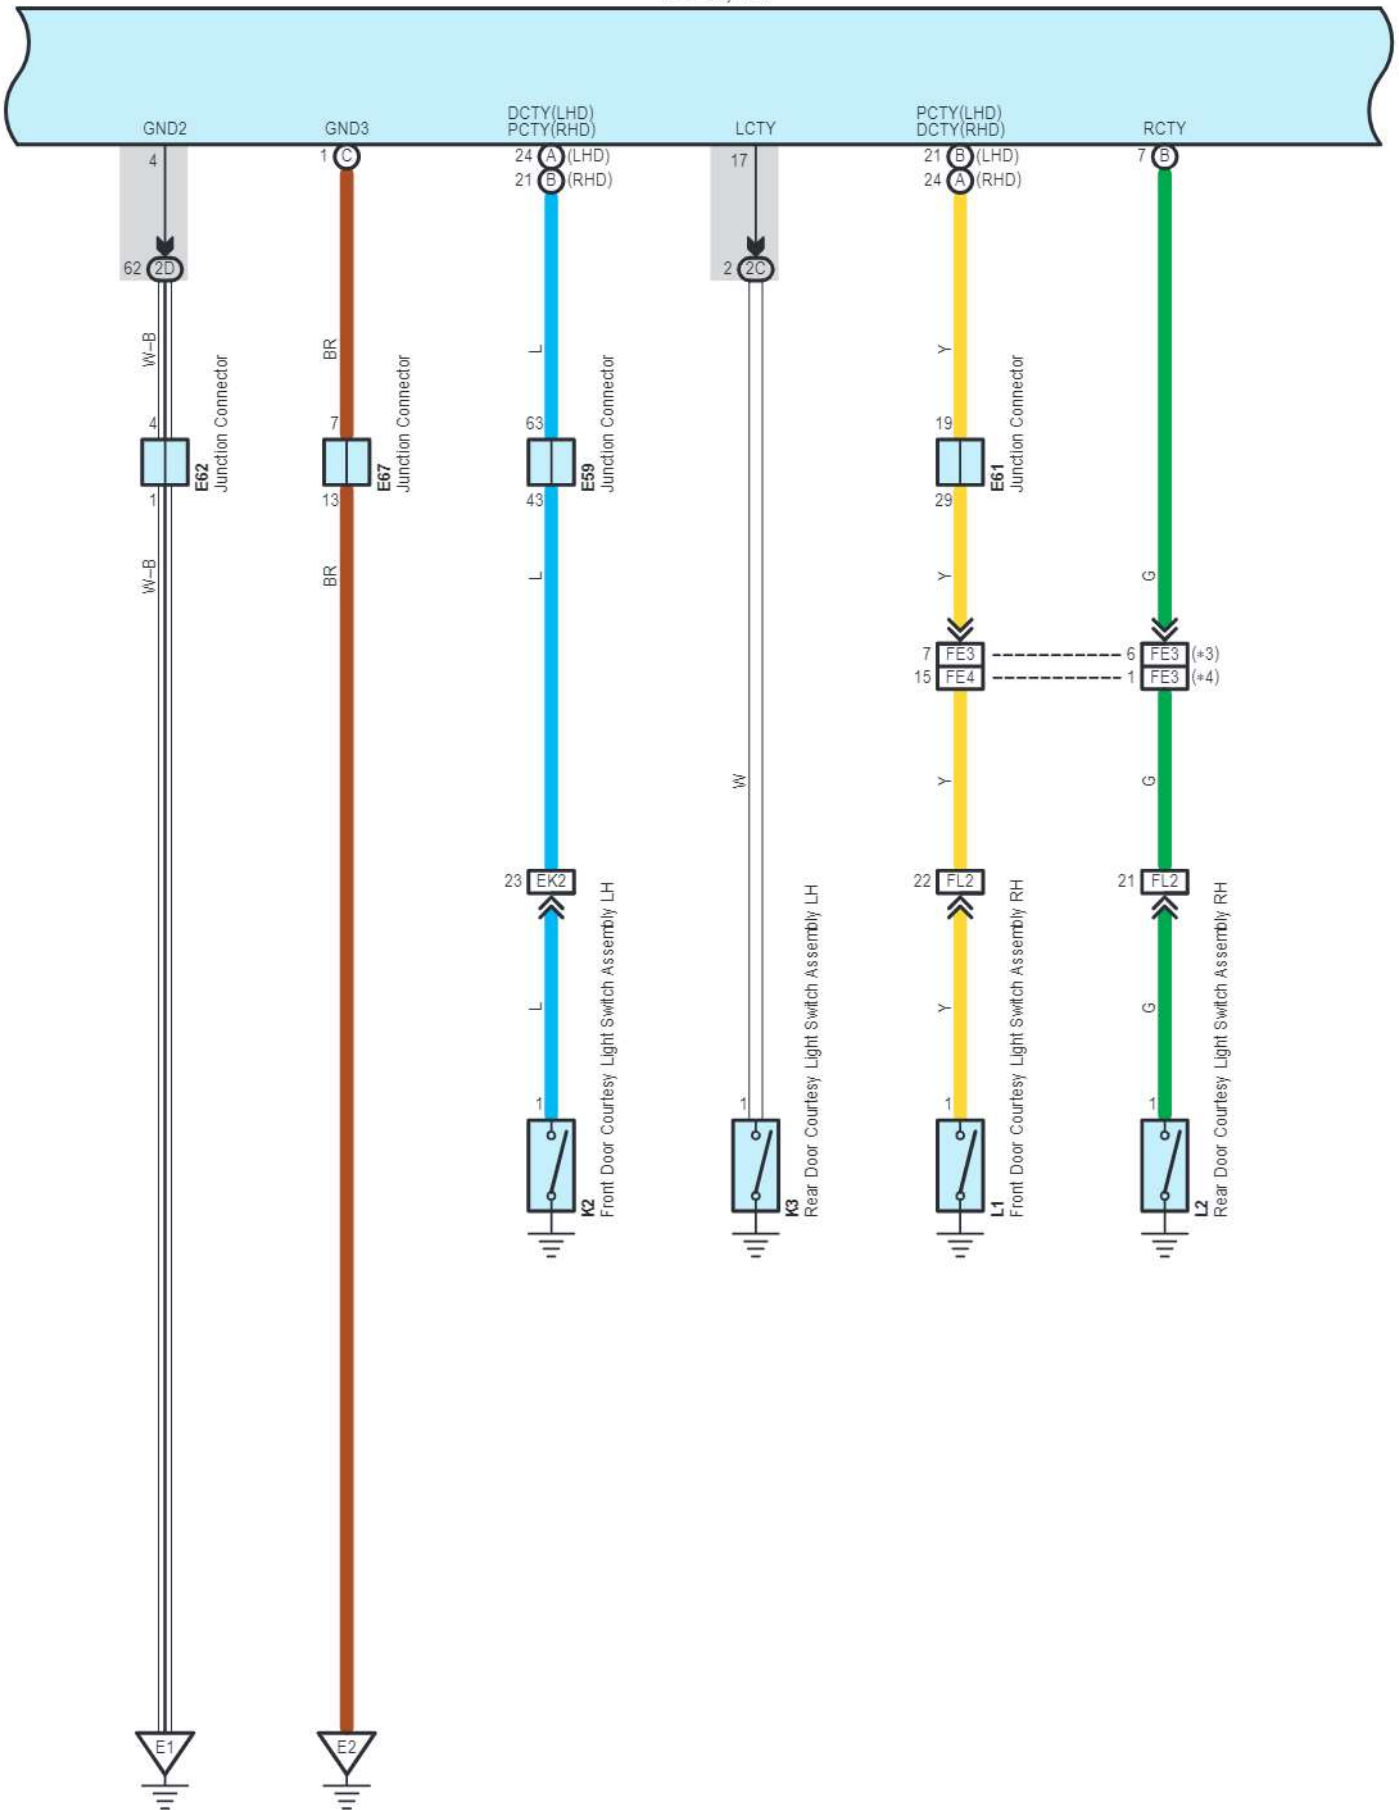 DCTY(LHD)
PCTY(LHD)
GND2
GND3
PCTY(RHD)
LCTY
DCTY(RHD)
RCTY
4
1 C
24 A (LHD)
17
21 B (LHD)
7 B
21 B (RHD)
24 A (RHD)
62 2D
2 2C
W–B
BR
L
Y
4
7
63
19
E62
Junction Connector
E67
Junction Connector
E59
Junction Connector
E61
Junction Connector
1
13
43
29
W–B
BR
L
Y
G
7 FE3
6 FE3 (*3)
15 FE4
1 FE3 (*4)
W
Y
G
23 EK2
22 FL2
21 FL2
L
Y
G
1
1
1
1
K2
Front Door Courtesy Light Switch Assembly LH
K3
Rear Door Courtesy Light Switch Assembly LH
L1
Front Door Courtesy Light Switch Assembly RH
L2
Rear Door Courtesy Light Switch Assembly RH
E1
E2